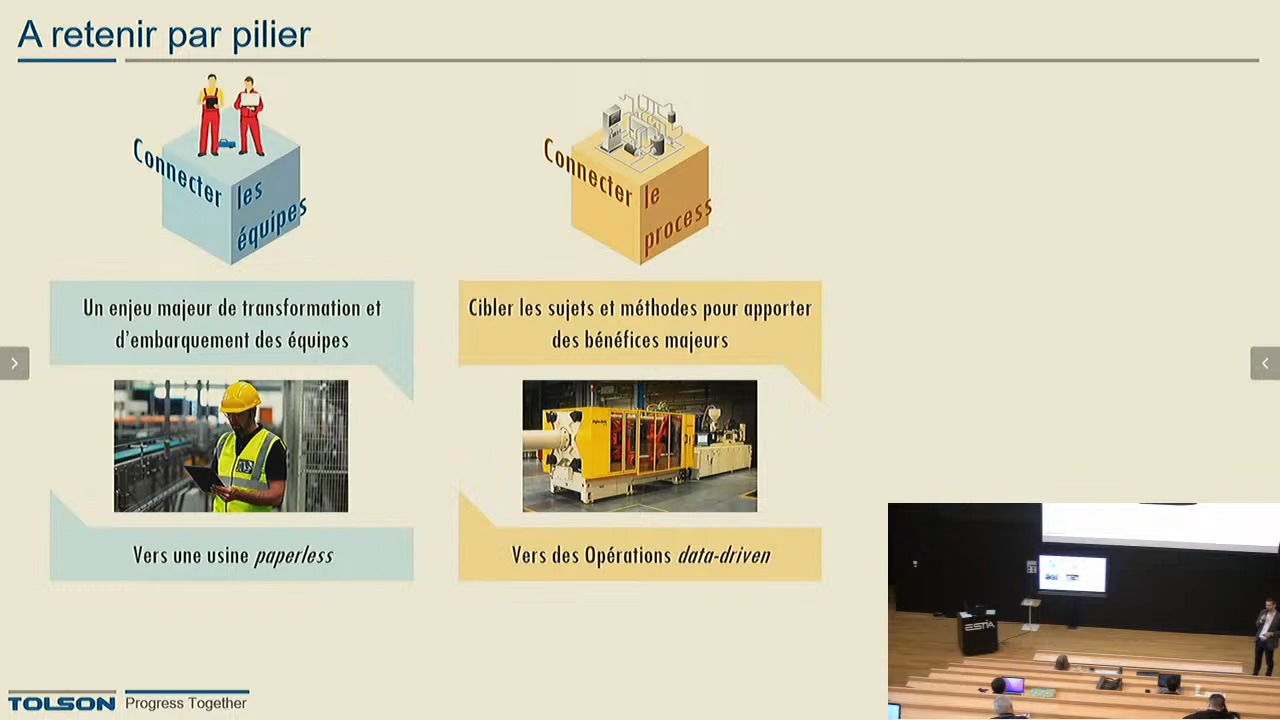 A retenir par pilier
Connecter les
équipes
Connecter le
process
Un enjeu majeur de transformation et
d'embarquement des équipes
Cibler les sujets et méthodes pour apporter
des bénéfices majeurs
Vers une usine paperless
Vers des Opérations data-driven
ESTIA
TOLSON Progress Together